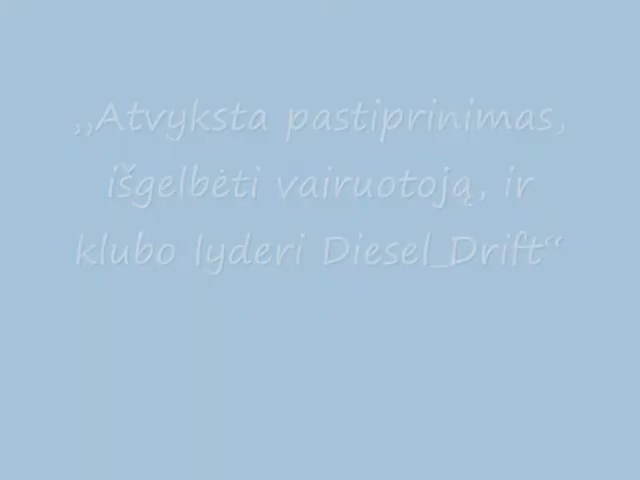 „Atvyksta pastiprinimas,
išgelbėti vairuotoją, ir
klubo lyderi Diesel_Drift“